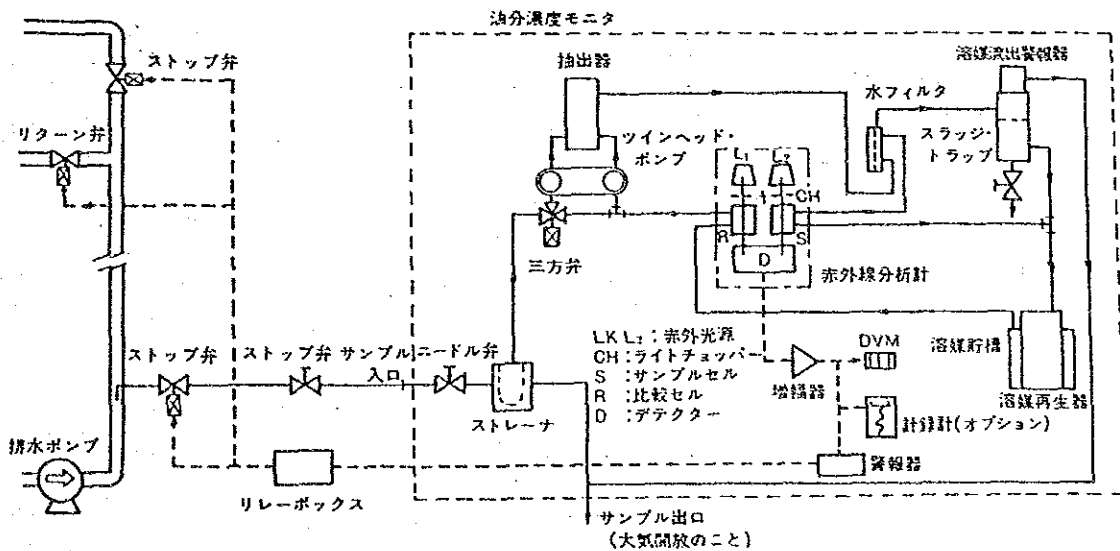 油分濃度モニタ
ストップ弁
リターン弁
抽出器
ツインヘッド・
ポンプ
三方弁
L₁
L₂
CH
R
S
D
赤外線分析計
水フィルタ
溶媒流出警報器
スラッジ・
トラップ
溶媒貯槽
溶媒再生器
LK L₂：赤外光源
CH：ライトチョッパー
S：サンプルセル
R：比較セル
D：デテクター
増幅器
DVM
計録計(オプション)
警報器
ストップ弁
ストップ弁
サンプル
入口
ニードル弁
ストレーナ
排水ポンプ
リレーボックス
サンプル出口
(大気開放のこと)